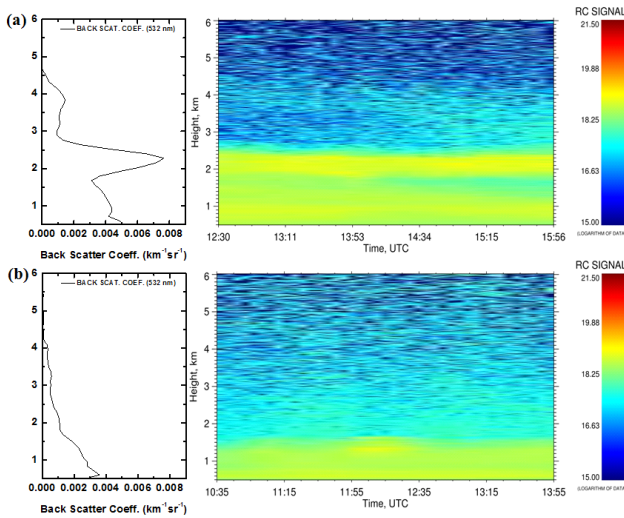 (a)
BACK SCAT. COEF. (532 nm)
6
5
4
3
2
1
0.000 0.002 0.004 0.006 0.008
Back Scatter Coeff. (km⁻¹sr⁻¹)
Height, km
6
5
4
3
2
1
12:30 13:11 13:53 14:34 15:15 15:56
Time, UTC
RC SIGNAL
21.50
19.88
18.25
16.63
15.00
(LOGARITHM OF DATA)
(b)
BACK SCAT. COEF. (532 nm)
6
5
4
3
2
1
0.000 0.002 0.004 0.006 0.008
Back Scatter Coeff. (km⁻¹sr⁻¹)
Height, km
6
5
4
3
2
1
10:35 11:15 11:55 12:35 13:15 13:55
Time, UTC
RC SIGNAL
21.50
19.88
18.25
16.63
15.00
(LOGARITHM OF DATA)